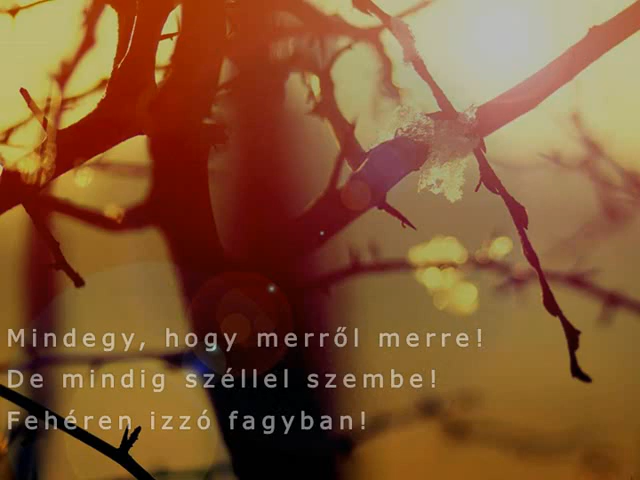 Mindegy, hogy merről merre!
De mindig széllel szembe!
Fehéren izzó fagyban!